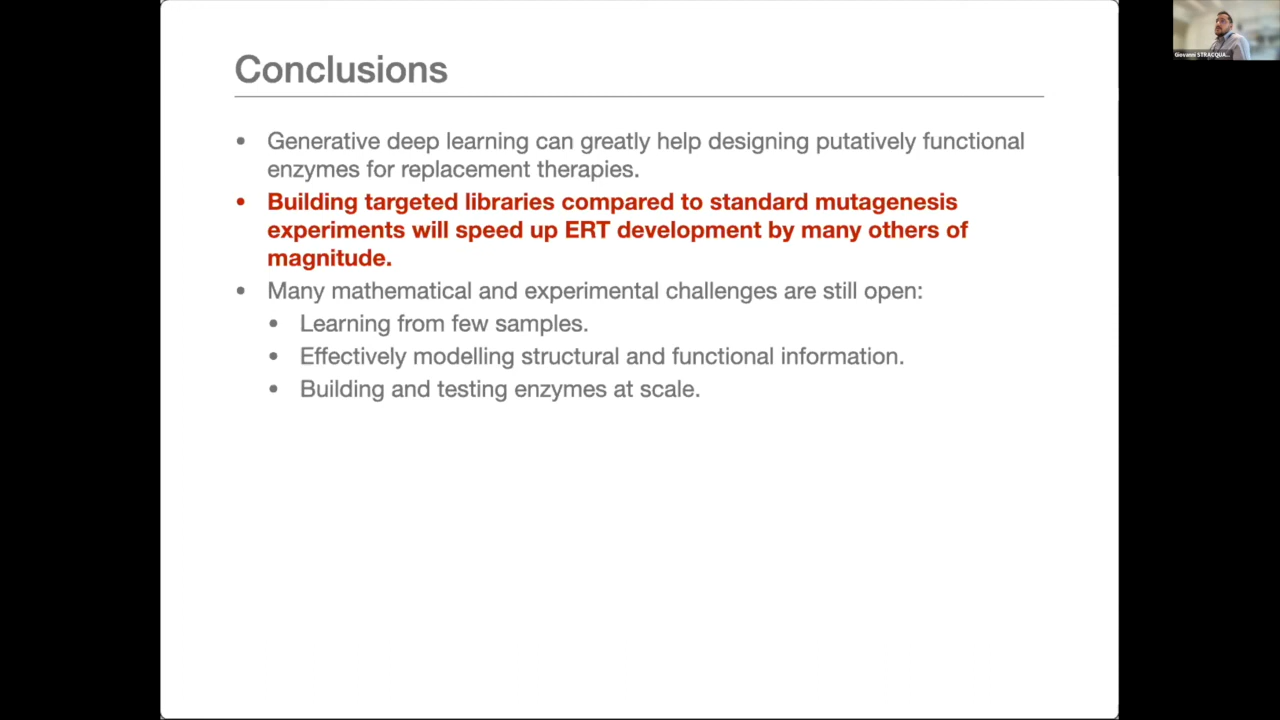 Conclusions
• Generative deep learning can greatly help designing putatively functional
enzymes for replacement therapies.
• Building targeted libraries compared to standard mutagenesis
experiments will speed up ERT development by many others of
magnitude.
• Many mathematical and experimental challenges are still open:
• Learning from few samples.
• Effectively modelling structural and functional information.
• Building and testing enzymes at scale.
Giovanni STRACQUA...